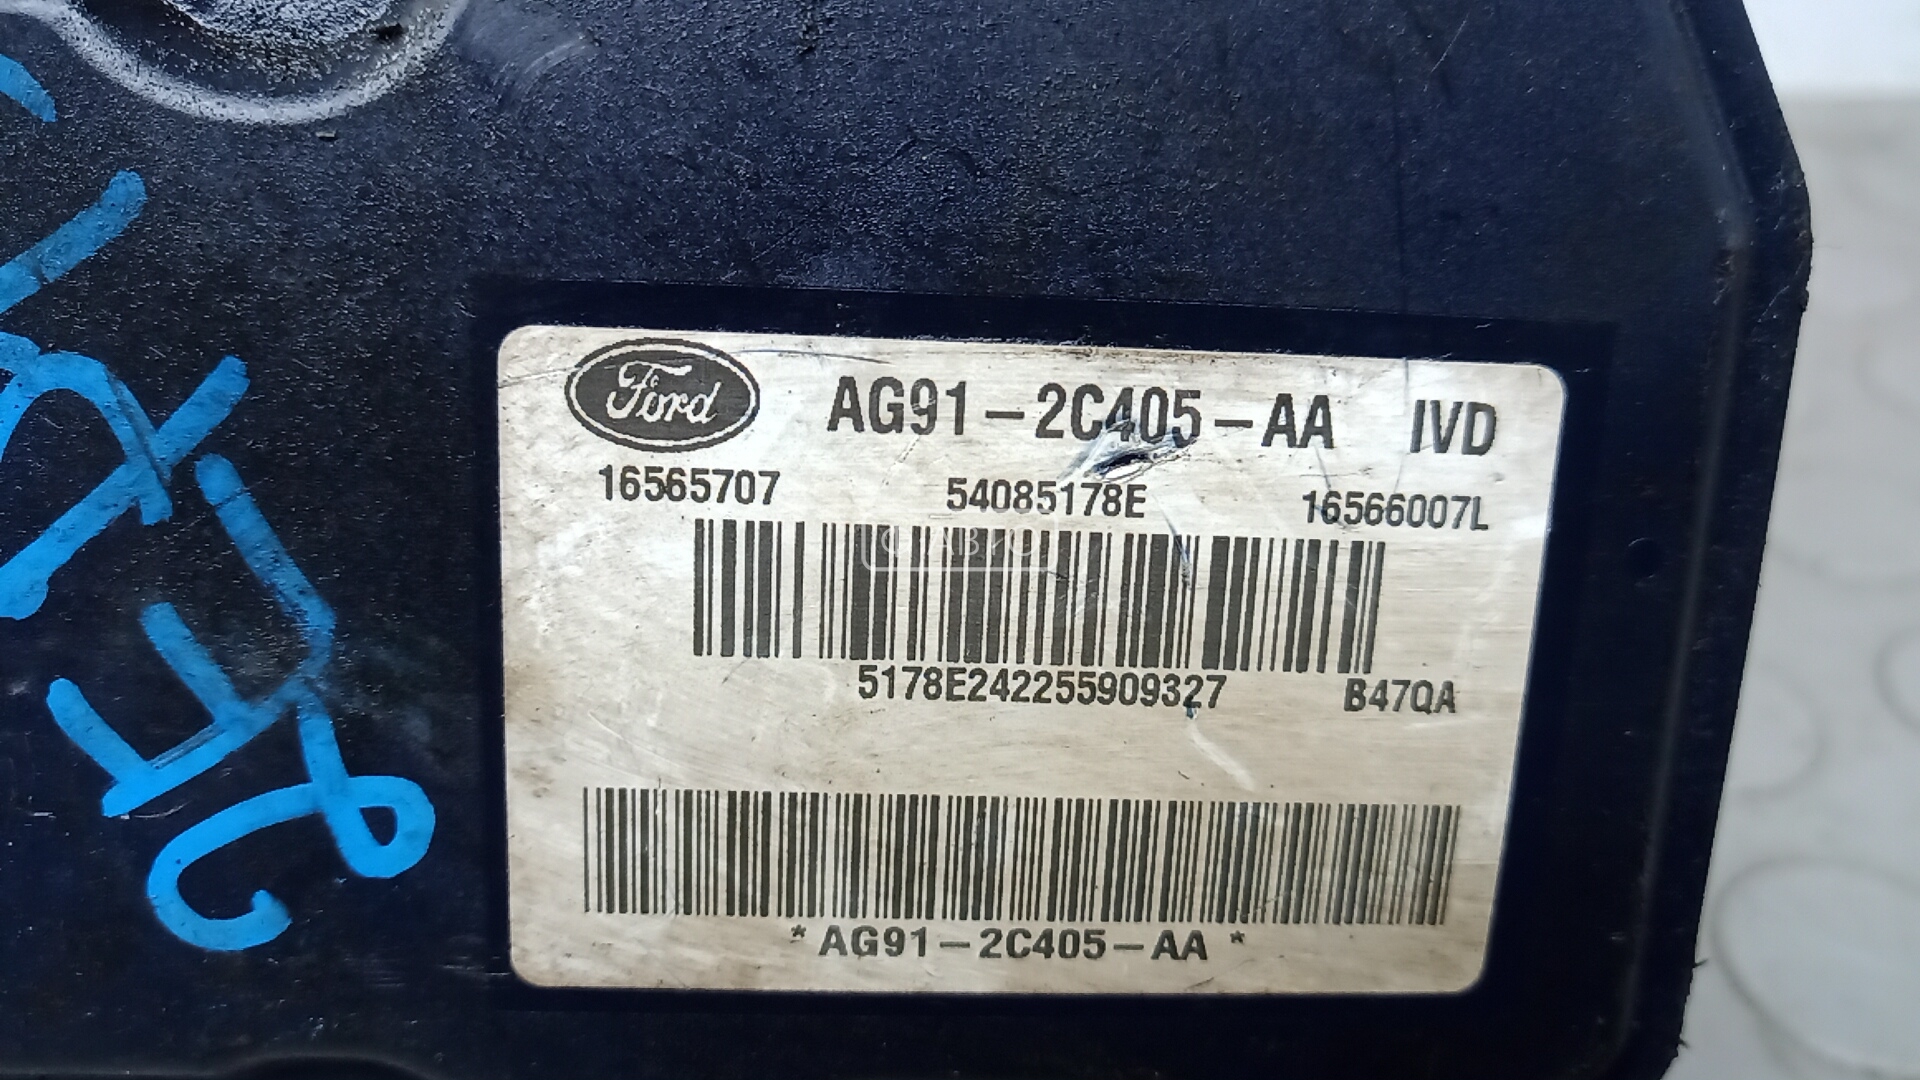 Ford AG91-2C405-AA IVD
16565707 54085178E 16566007L
5178E242255909327 B47QA
*AG91-2C405-AA*